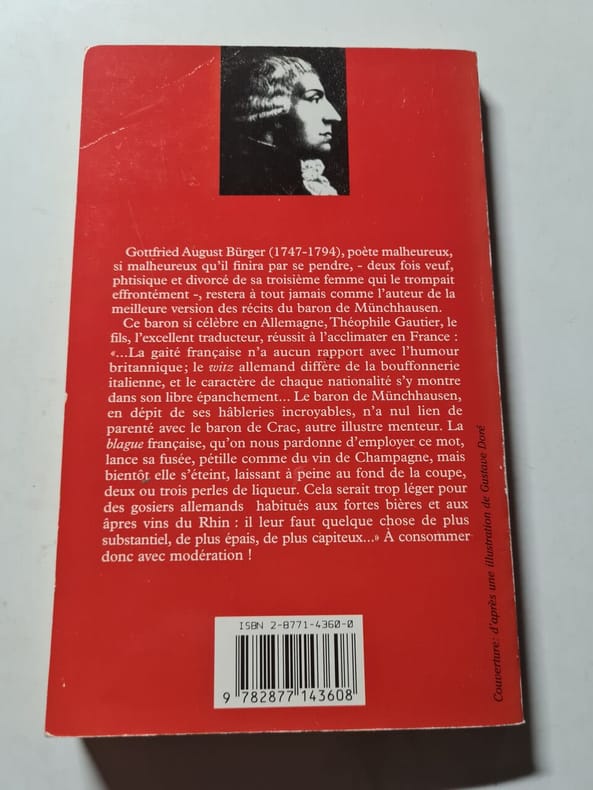 Gottfried August Bürger (1747-1794), poète malheureux,
si malheureux qu'il finira par se pendre, - deux fois veuf,
phtisique et divorcé de sa troisième femme qui le trompait
effrontément -, restera à tout jamais comme l'auteur de la
meilleure version des récits du baron de Münchhausen.
Ce baron si célèbre en Allemagne, Théophile Gautier, le
fils, l'excellent traducteur, réussit à l'acclimater en France :
«...La gaité française n'a aucun rapport avec l'humour
britannique ; le witz allemand diffère de la bouffonnerie
italienne, et le caractère de chaque nationalité s'y montre
dans son libre épanchement... Le baron de Münchhausen,
en dépit de ses hâbleries incroyables, n'a nul lien de
parenté avec le baron de Crac, autre illustre menteur. La
blague française, qu'on nous pardonne d'employer ce mot,
lance sa fusée, pétille comme du vin de Champagne, mais
bientôt elle s'éteint, laissant à peine au fond de la coupe,
deux ou trois perles de liqueur. Cela serait trop léger pour
des gosiers allemands habitués aux fortes bières et aux
âpres vins du Rhin : il leur faut quelque chose de plus
substantiel, de plus épais, de plus capiteux...» À consommer
donc avec modération !
Couverture : d'après une illustration de Gustave Doré
ISBN 2-8771-4360-0
9 782877 143608